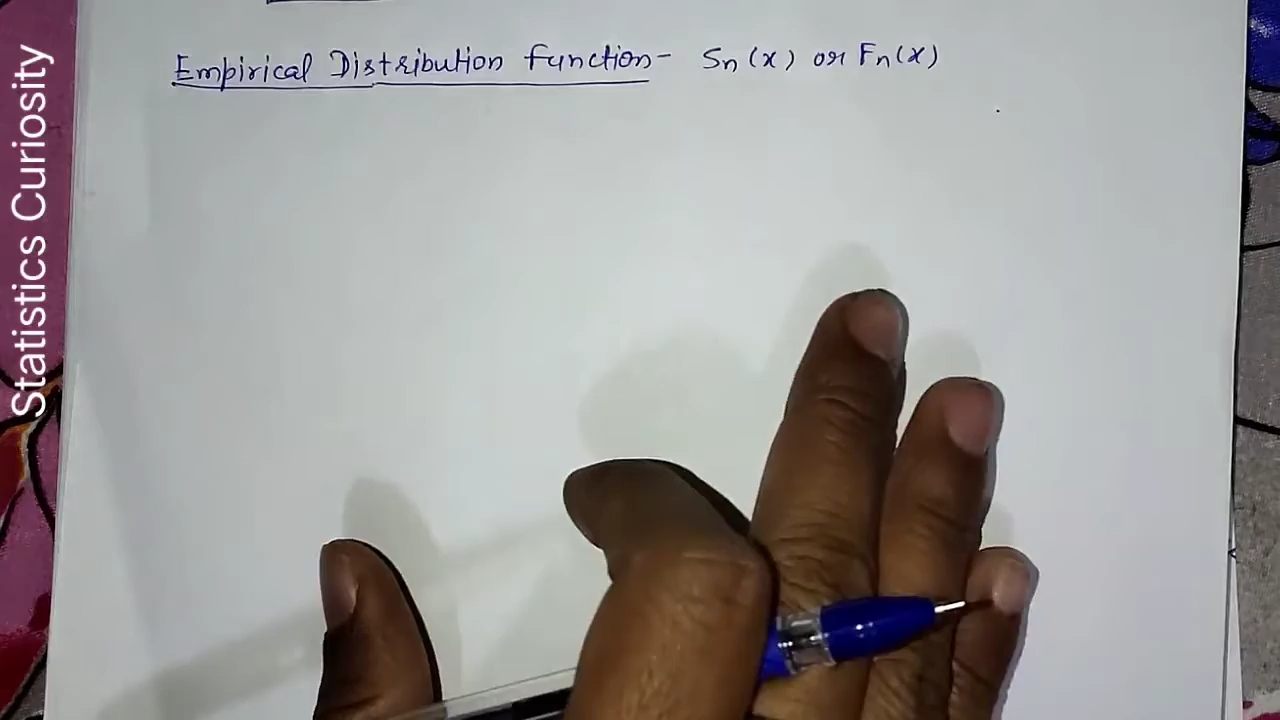 Empirical Distribution function- Sn(x) or Fn(x)
Statistics Curiosity